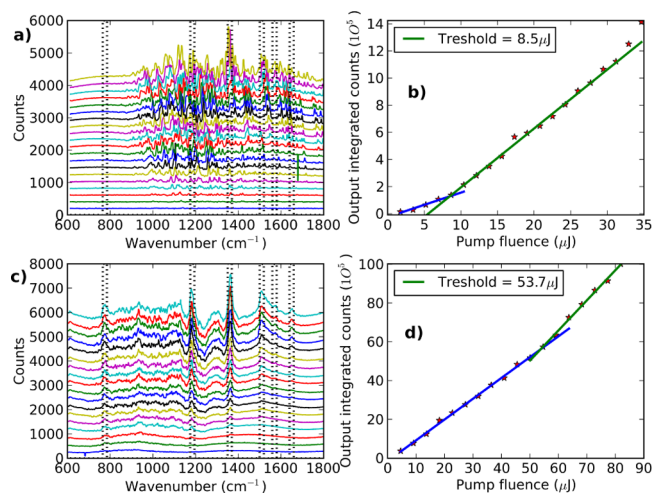 a)
6000
5000
4000
3000
2000
1000
0
Counts
600 800 1000 1200 1400 1600 1800
Wavenumber (cm⁻¹)
b)
Treshold = 8.5μJ
14
12
10
8
6
4
2
0
Output integrated counts (10⁵)
0 5 10 15 20 25 30 35
Pump fluence (μJ)
c)
8000
7000
6000
5000
4000
3000
2000
1000
0
Counts
600 800 1000 1200 1400 1600 1800
Wavenumber (cm⁻¹)
d)
Treshold = 53.7μJ
100
80
60
40
20
0
Output integrated counts (10⁵)
0 10 20 30 40 50 60 70 80 90
Pump fluence (μJ)